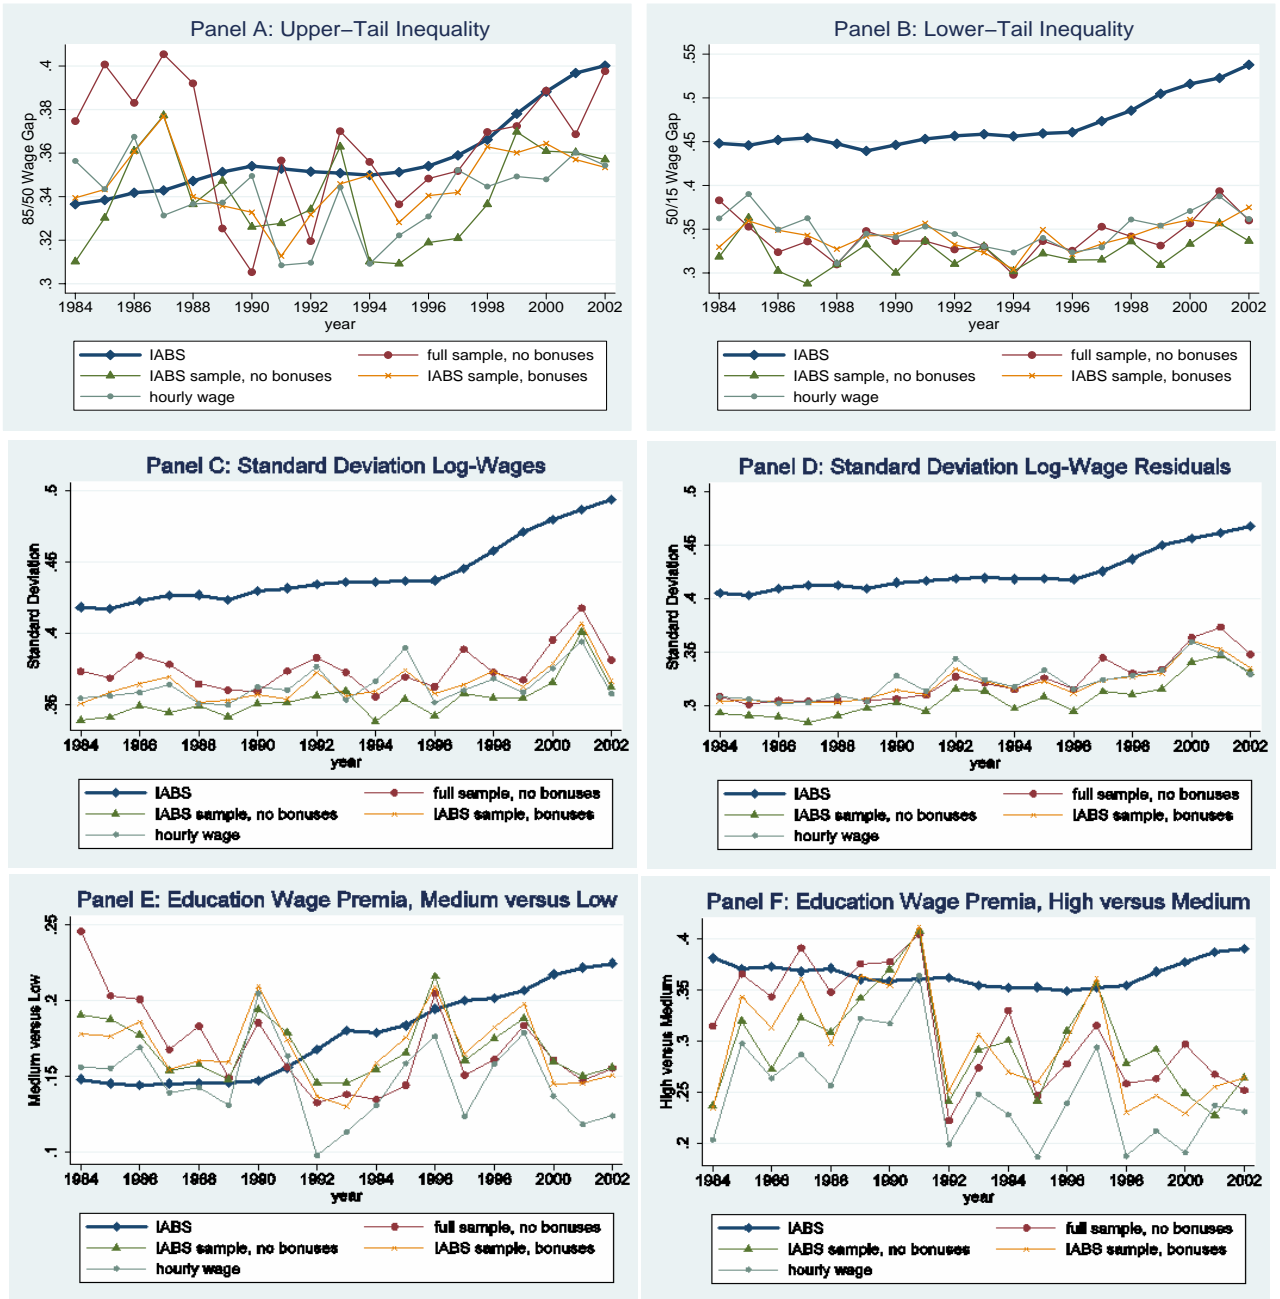 Panel A: Upper−Tail Inequality
85/50 Wage Gap
.4
.38
.36
.34
.32
.3
1984 1986 1988 1990 1992 1994 1996 1998 2000 2002
year
IABS
full sample, no bonuses
IABS sample, no bonuses
IABS sample, bonuses
hourly wage
Panel B: Lower−Tail Inequality
50/15 Wage Gap
.55
.5
.45
.4
.35
.3
1984 1986 1988 1990 1992 1994 1996 1998 2000 2002
year
IABS
full sample, no bonuses
IABS sample, no bonuses
IABS sample, bonuses
hourly wage
Panel C: Standard Deviation Log-Wages
Standard Deviation
.5
.45
.4
.35
1984 1986 1988 1990 1992 1994 1996 1998 2000 2002
year
IABS
full sample, no bonuses
IABS sample, no bonuses
IABS sample, bonuses
hourly wage
Panel D: Standard Deviation Log-Wage Residuals
Standard Deviation
.5
.45
.4
.35
.3
1984 1986 1988 1990 1992 1994 1996 1998 2000 2002
year
IABS
full sample, no bonuses
IABS sample, no bonuses
IABS sample, bonuses
hourly wage
Panel E: Education Wage Premia, Medium versus Low
Medium versus Low
.25
.2
.15
.1
1984 1986 1988 1990 1992 1994 1996 1998 2000 2002
year
IABS
full sample, no bonuses
IABS sample, no bonuses
IABS sample, bonuses
hourly wage
Panel F: Education Wage Premia, High versus Medium
High versus Medium
.4
.35
.3
.25
.2
1984 1986 1988 1990 1992 1994 1996 1998 2000 2002
year
IABS
full sample, no bonuses
IABS sample, no bonuses
IABS sample, bonuses
hourly wage